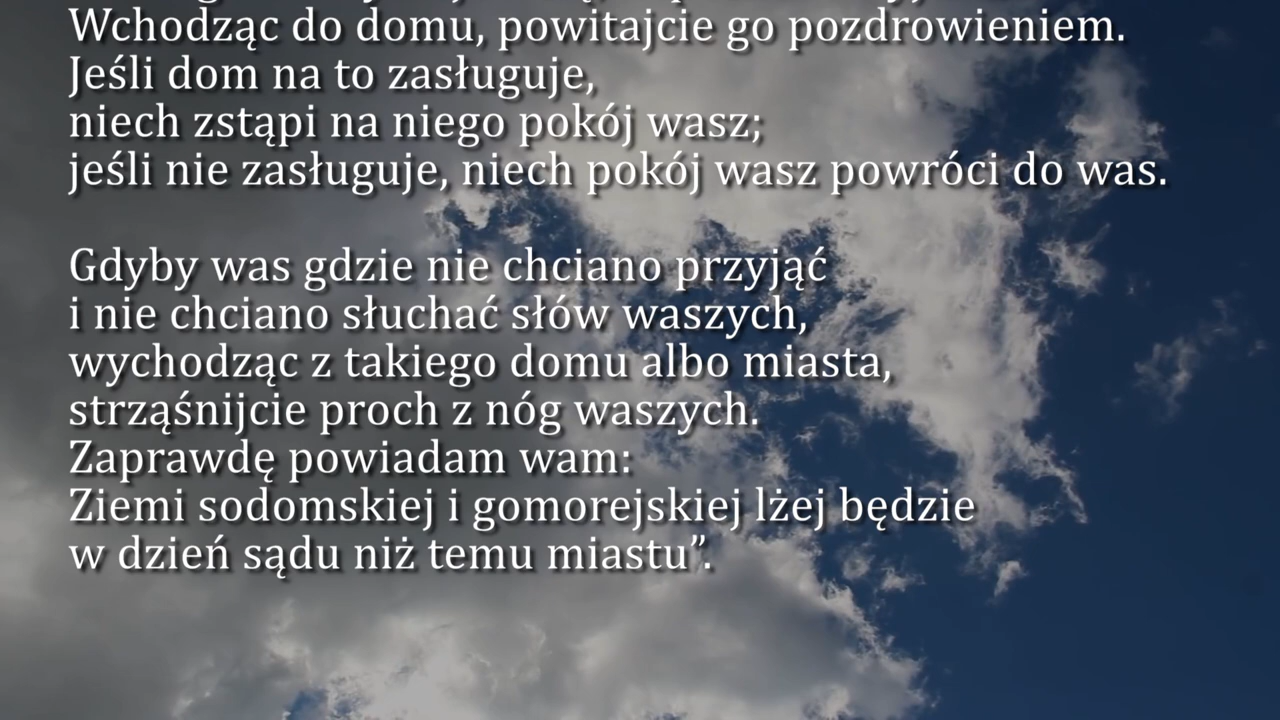 Wchodząc do domu, powitajcie go pozdrowieniem.
Jeśli dom na to zasługuje,
niech zstąpi na niego pokój wasz;
jeśli nie zasługuje, niech pokój wasz powróci do was.
Gdyby was gdzie nie chciano przyjąć
i nie chciano słuchać słów waszych,
wychodząc z takiego domu albo miasta,
strząśnijcie proch z nóg waszych.
Zaprawdę powiadam wam:
Ziemi sodomskiej i gomorejskiej lżej będzie
w dzień sądu niż temu miastu”.